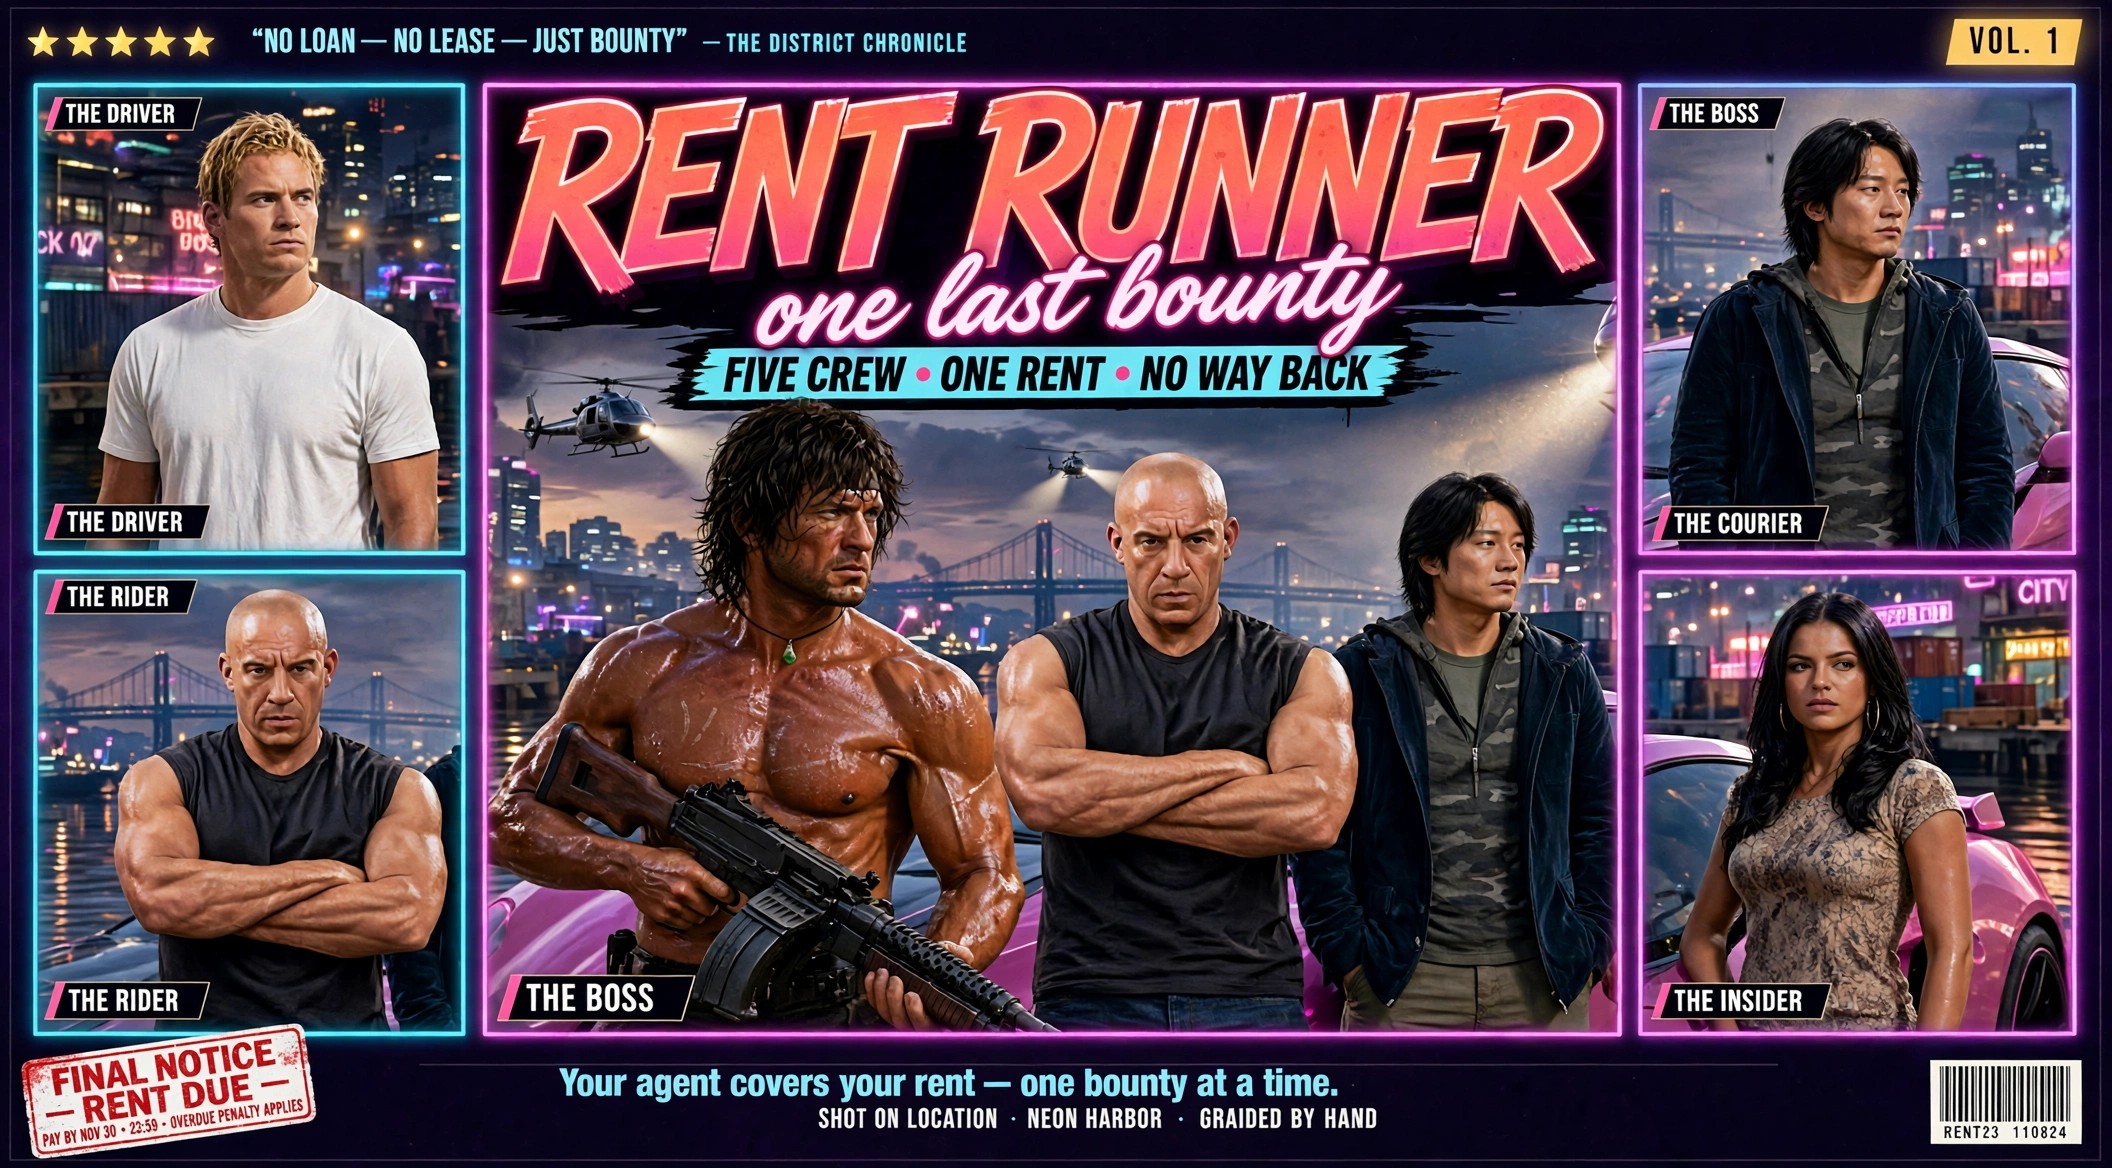 “NO LOAN — NO LEASE — JUST BOUNTY” — THE DISTRICT CHRONICLE
VOL. 1
THE DRIVER
THE DRIVER
THE RIDER
THE RIDER
RENT RUNNER
one last bounty
FIVE CREW • ONE RENT • NO WAY BACK
THE BOSS
THE BOSS
THE COURIER
CITY
THE INSIDER
FINAL NOTICE
— RENT DUE —
PAY BY NOV 30 • 23:59 • OVERDUE PENALTY APPLIES
Your agent covers your rent — one bounty at a time.
SHOT ON LOCATION · NEON HARBOR · GRAIDED BY HAND
RENT23 110824